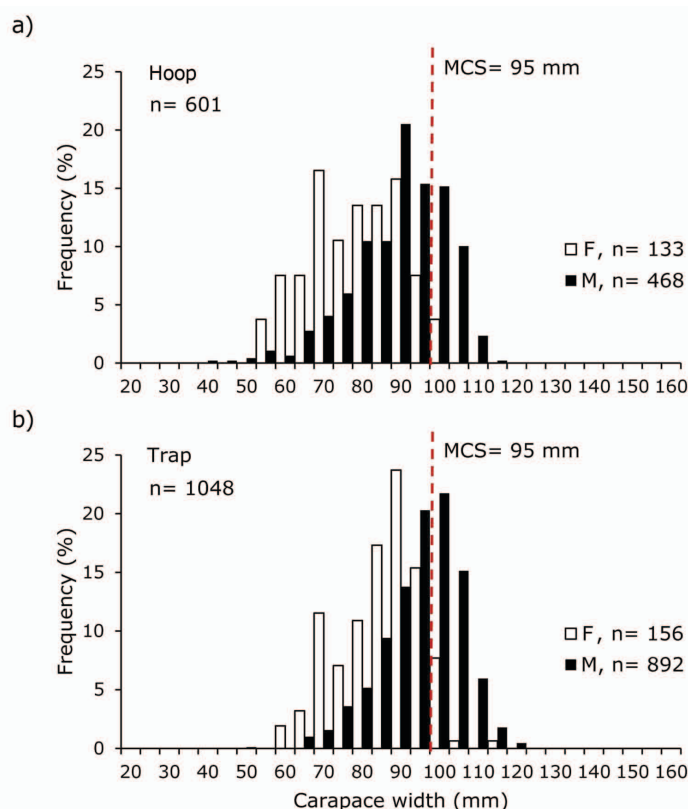 a)
Hoop
n= 601
MCS= 95 mm
Frequency (%)
25
20
15
10
5
0
F, n= 133
M, n= 468
20 30 40 50 60 70 80 90 100 110 120 130 140 150 160
b)
Trap
n= 1048
MCS= 95 mm
Frequency (%)
25
20
15
10
5
0
F, n= 156
M, n= 892
20 30 40 50 60 70 80 90 100 110 120 130 140 150 160
Carapace width (mm)